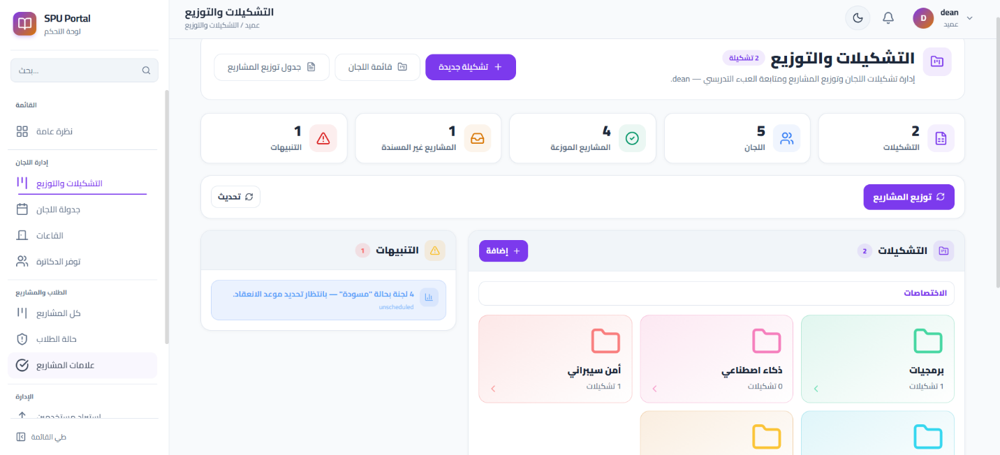 SPU Portal
لوحة التحكم
بحث...
القائمة
نظرة عامة
إدارة اللجان
التشكيلات والتوزيع
جدولة اللجان
القاعات
توفر الدكاترة
الطلاب والمشاريع
كل المشاريع
حالة الطلاب
علامات المشاريع
الإدارة
استيراد مستخدمين
طي القائمة
التشكيلات والتوزيع
عميد / التشكيلات والتوزيع
D
dean
عميد
التشكيلات والتوزيع
2 تشكيلة
إدارة تشكيلات اللجان وتوزيع المشاريع ومتابعة العبء التدريسي — dean.
+ تشكيلة جديدة
قائمة اللجان
جدول توزيع المشاريع
2
التشكيلات
5
اللجان
4
المشاريع الموزعة
1
المشاريع غير المسندة
1
التنبيهات
توزيع المشاريع
تحديث
التشكيلات
2
+ إضافة
الاختصاصات
برمجيات
1 تشكيلات
ذكاء اصطناعي
0 تشكيلات
أمن سيبراني
1 تشكيلات
التنبيهات
1
4 لجنة بحالة "مسودة" — بانتظار تحديد موعد الانعقاد.
unscheduled